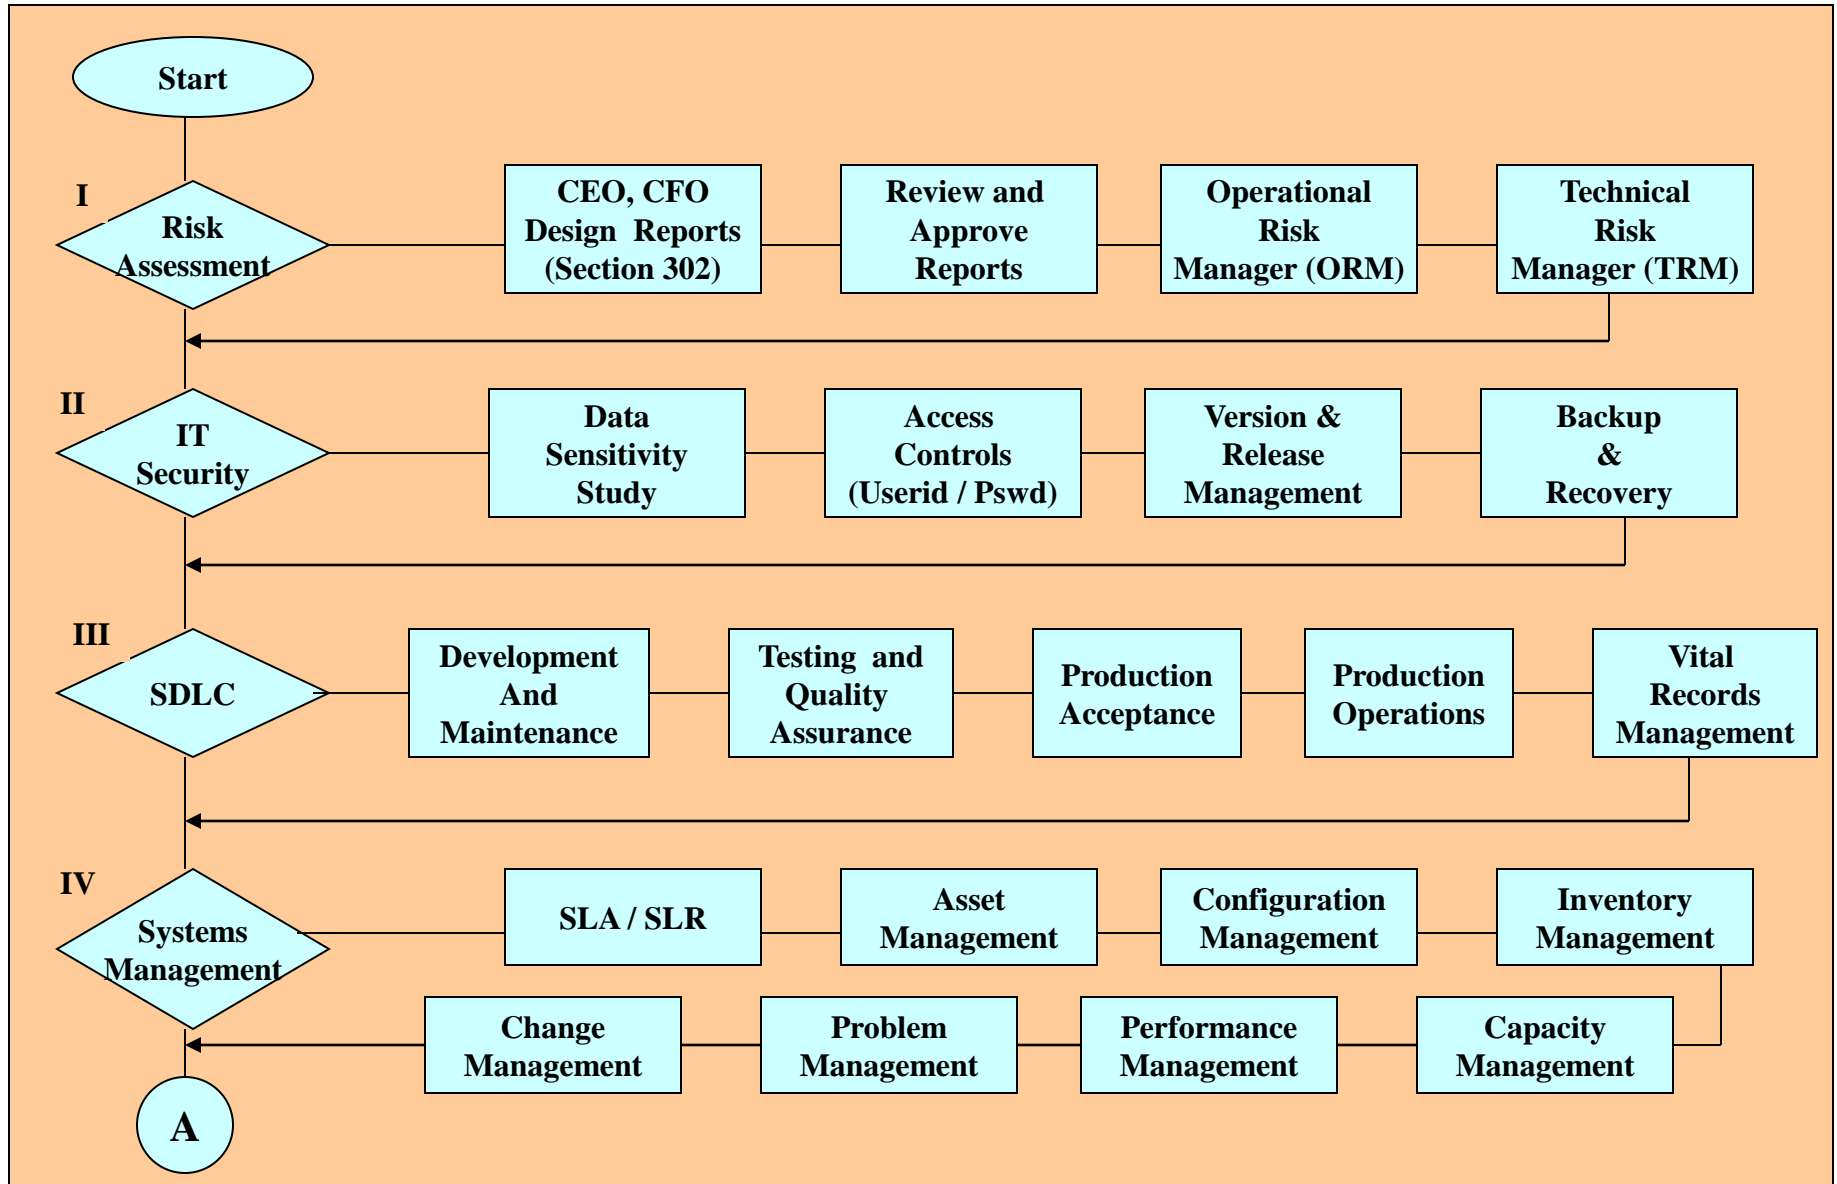 Start
I
Risk
Assessment
CEO, CFO
Design Reports
(Section 302)
Review and
Approve
Reports
Operational
Risk
Manager (ORM)
Technical
Risk
Manager (TRM)
II
IT
Security
Data
Sensitivity
Study
Access
Controls
(Userid / Pswd)
Version &
Release
Management
Backup
&
Recovery
III
SDLC
Development
And
Maintenance
Testing and
Quality
Assurance
Production
Acceptance
Production
Operations
Vital
Records
Management
IV
Systems
Management
SLA / SLR
Asset
Management
Configuration
Management
Inventory
Management
Change
Management
Problem
Management
Performance
Management
Capacity
Management
A